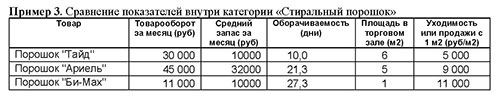 Пример 3. Сравнение показателей внутри категории «Стиральный порошок»
Товар Товарооборот за месяц (руб) Средний запас за месяц (руб) Оборачиваемость (дни) Площадь в торговом зале (м2) Уходимость или продажи с 1 м2 (руб/м2)
Порошок "Тайд" 30 000 10000 10,0 6 5 000
Порошок "Ариель" 45 000 32000 21,3 5 9 000
Порошок "Би-Мах" 11 000 10000 27,3 1 11 000